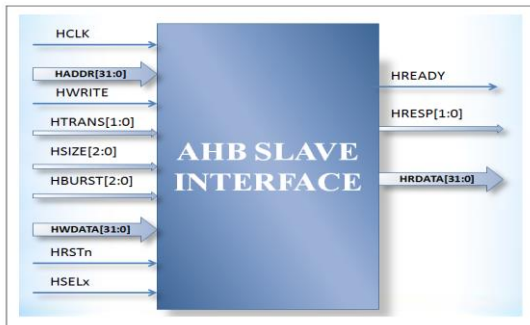 HCLK
HADDR[31:0]
HWRITE
HTRANS[1:0]
HSIZE[2:0]
HBURST[2:0]
HWDATA[31:0]
HRSTn
HSELx
AHB SLAVE
INTERFACE
HREADY
HRESP[1:0]
HRDATA[31:0]